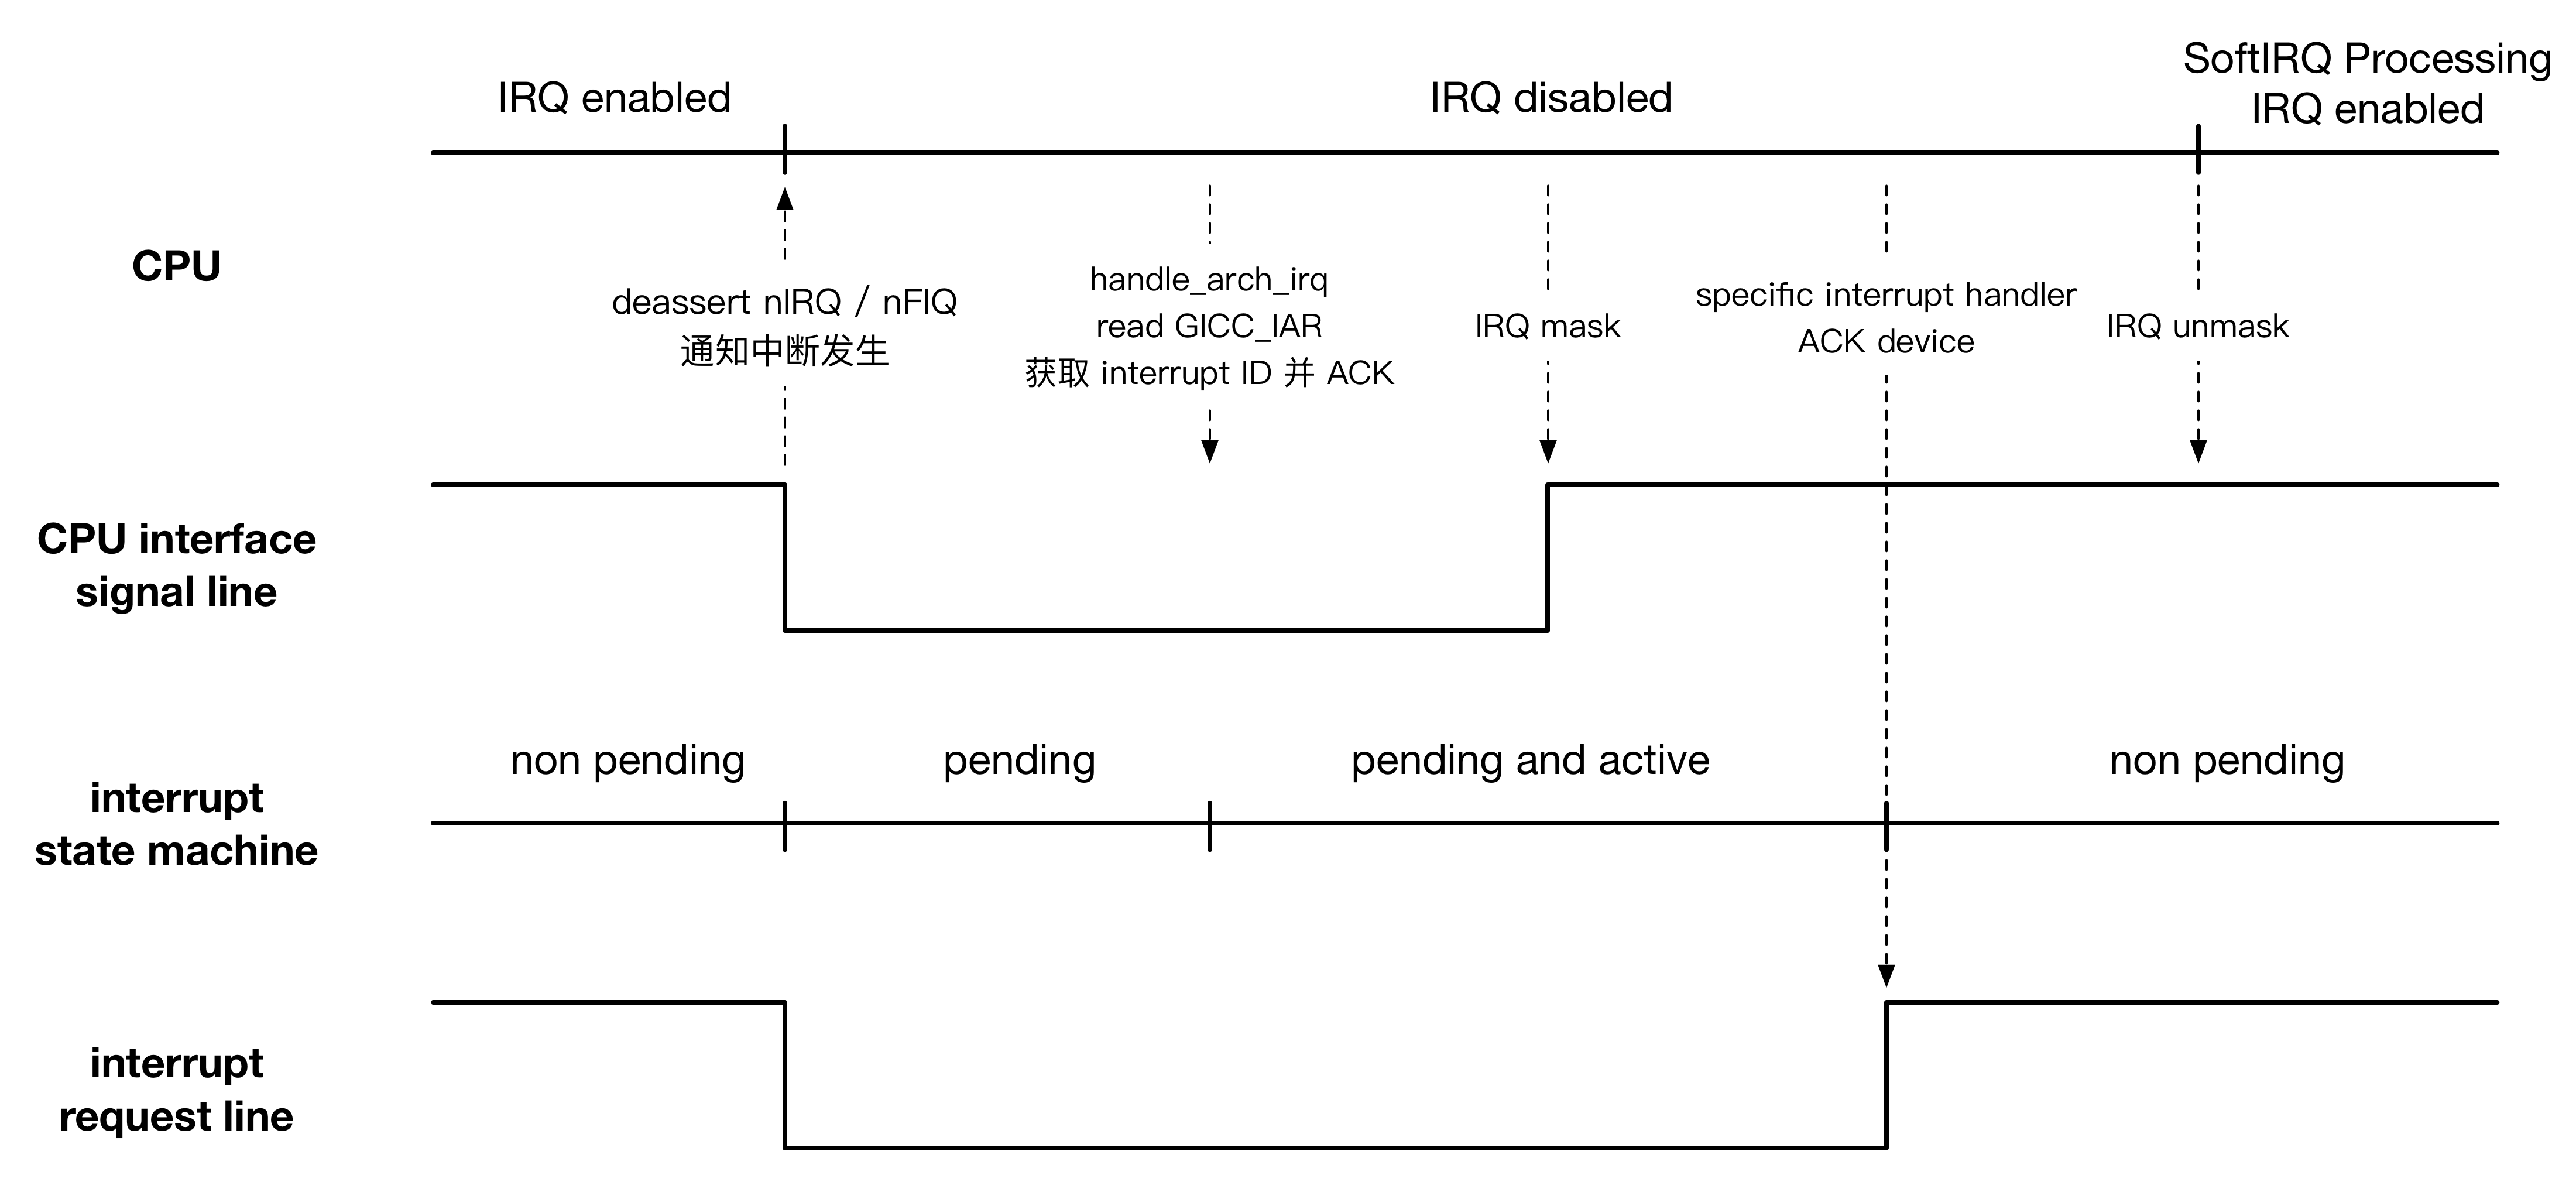 IRQ enabled
IRQ disabled
SoftIRQ Processing
IRQ enabled
CPU
deassert nIRQ / nFIQ
通知中断发生
handle_arch_irq
read GICC_IAR
获取 interrupt ID 并 ACK
IRQ mask
specific interrupt handler
ACK device
IRQ unmask
CPU interface
signal line
interrupt
state machine
non pending
pending
pending and active
non pending
interrupt
request line